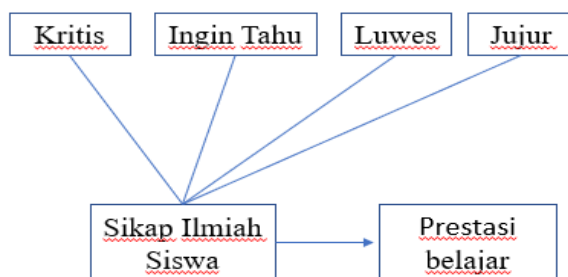 Kritis
Ingin Tahu
Luwes
Jujur
Sikap Ilmiah
Siswa
Prestasi
belajar